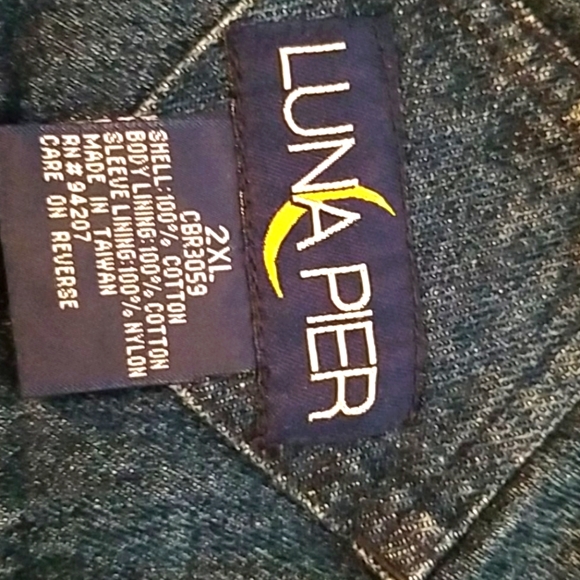 LUNA PIER
2XL
CBR3059
SHELL: 100% COTTON
BODY LINING: 100% COTTON
SLEEVE LINING: 100% NYLON
MADE IN TAIWAN
RN# 94207
CARE ON REVERSE